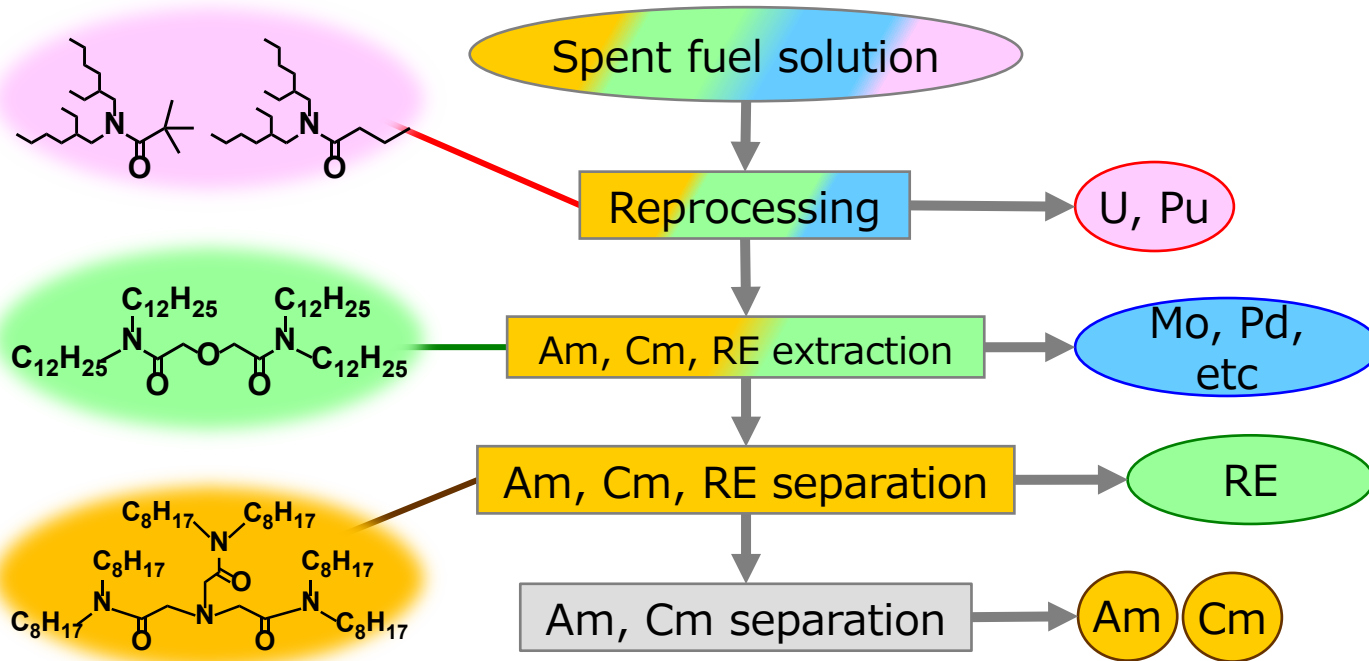 Spent fuel solution
N
O
N
O
Reprocessing
U, Pu
C₁₂H₂₅
C₁₂H₂₅
N
N
C₁₂H₂₅
O
C₁₂H₂₅
O
O
Am, Cm, RE extraction
Mo, Pd,
etc
Am, Cm, RE separation
RE
C₈H₁₇
C₈H₁₇
N
C₈H₁₇
O
C₈H₁₇
N
N
N
C₈H₁₇
O
O
C₈H₁₇
Am, Cm separation
Am
Cm